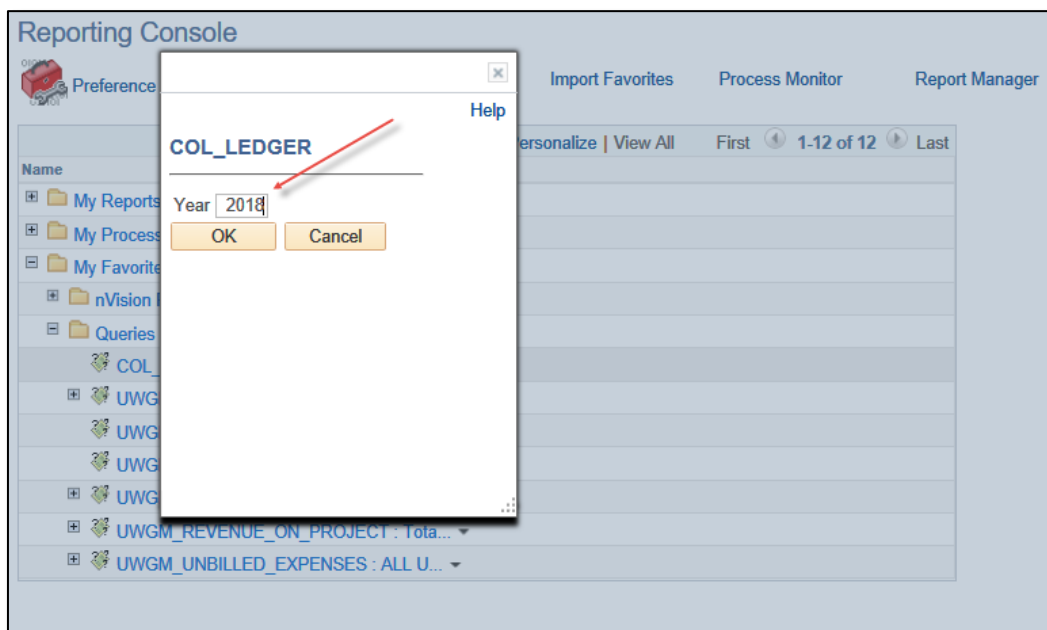 Reporting Console
Preference
Import Favorites
Process Monitor
Report Manager
Help
COL_LEDGER
Personalize | View All First 1-12 of 12 Last
Name
My Reports
Year 2018
My Process
OK Cancel
My Favorite
nVision
Queries
COL_
UWG
UWG
UWG
UWG
UWGM_REVENUE_ON_PROJECT : Tota...
UWGM_UNBILLED_EXPENSES : ALL U...